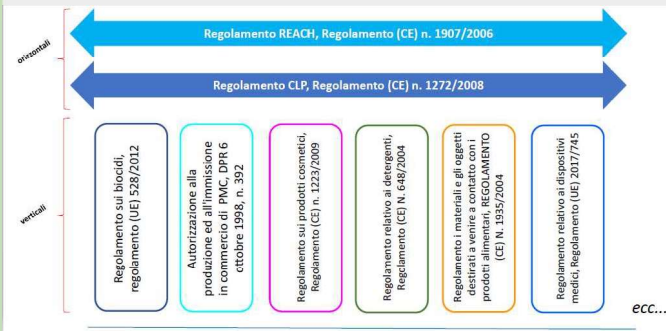 orizzontali
Regolamento REACH, Regolamento (CE) n. 1907/2006
Regolamento CLP, Regolamento (CE) n. 1272/2008
verticali
Regolamento sui biocidi,
regolamento (UE) 528/2012
Autorizzazione alla
produzione ed all'immissione
in commercio di PMC, DPR 6
cttobre 1998, n. 392
Regolamento sui prodotti cosmetici,
Regolamento (CE) n. 1223/2009
Regolamento relativo ai detergenti,
Regclamento (CE) N. 648/2004
Regolamento i materiali e gli oggetti
destirati a venire a contatto con i
prodotti alimentari, REGOLAMENTO
(CE) N. 1935/2004
Regolamento relativo ai dispositivi
medici, Regolamento (UE) 2017/745
ecc...